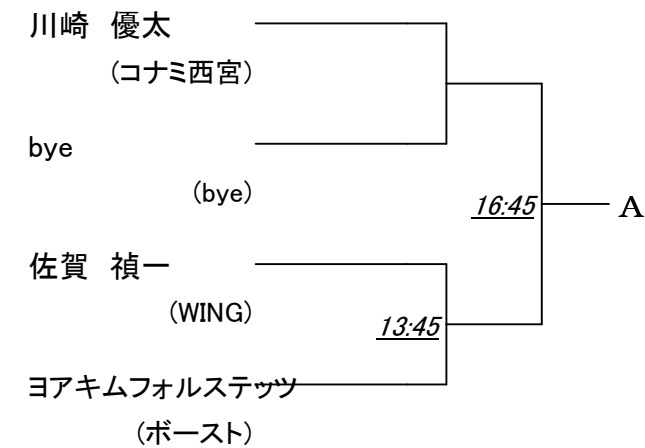 川崎　優太
(コナミ西宮)
bye
(bye)
16:45
A
佐賀　禎一
(WING)
13:45
ヨアキムフォルステッツ
(ボースト)